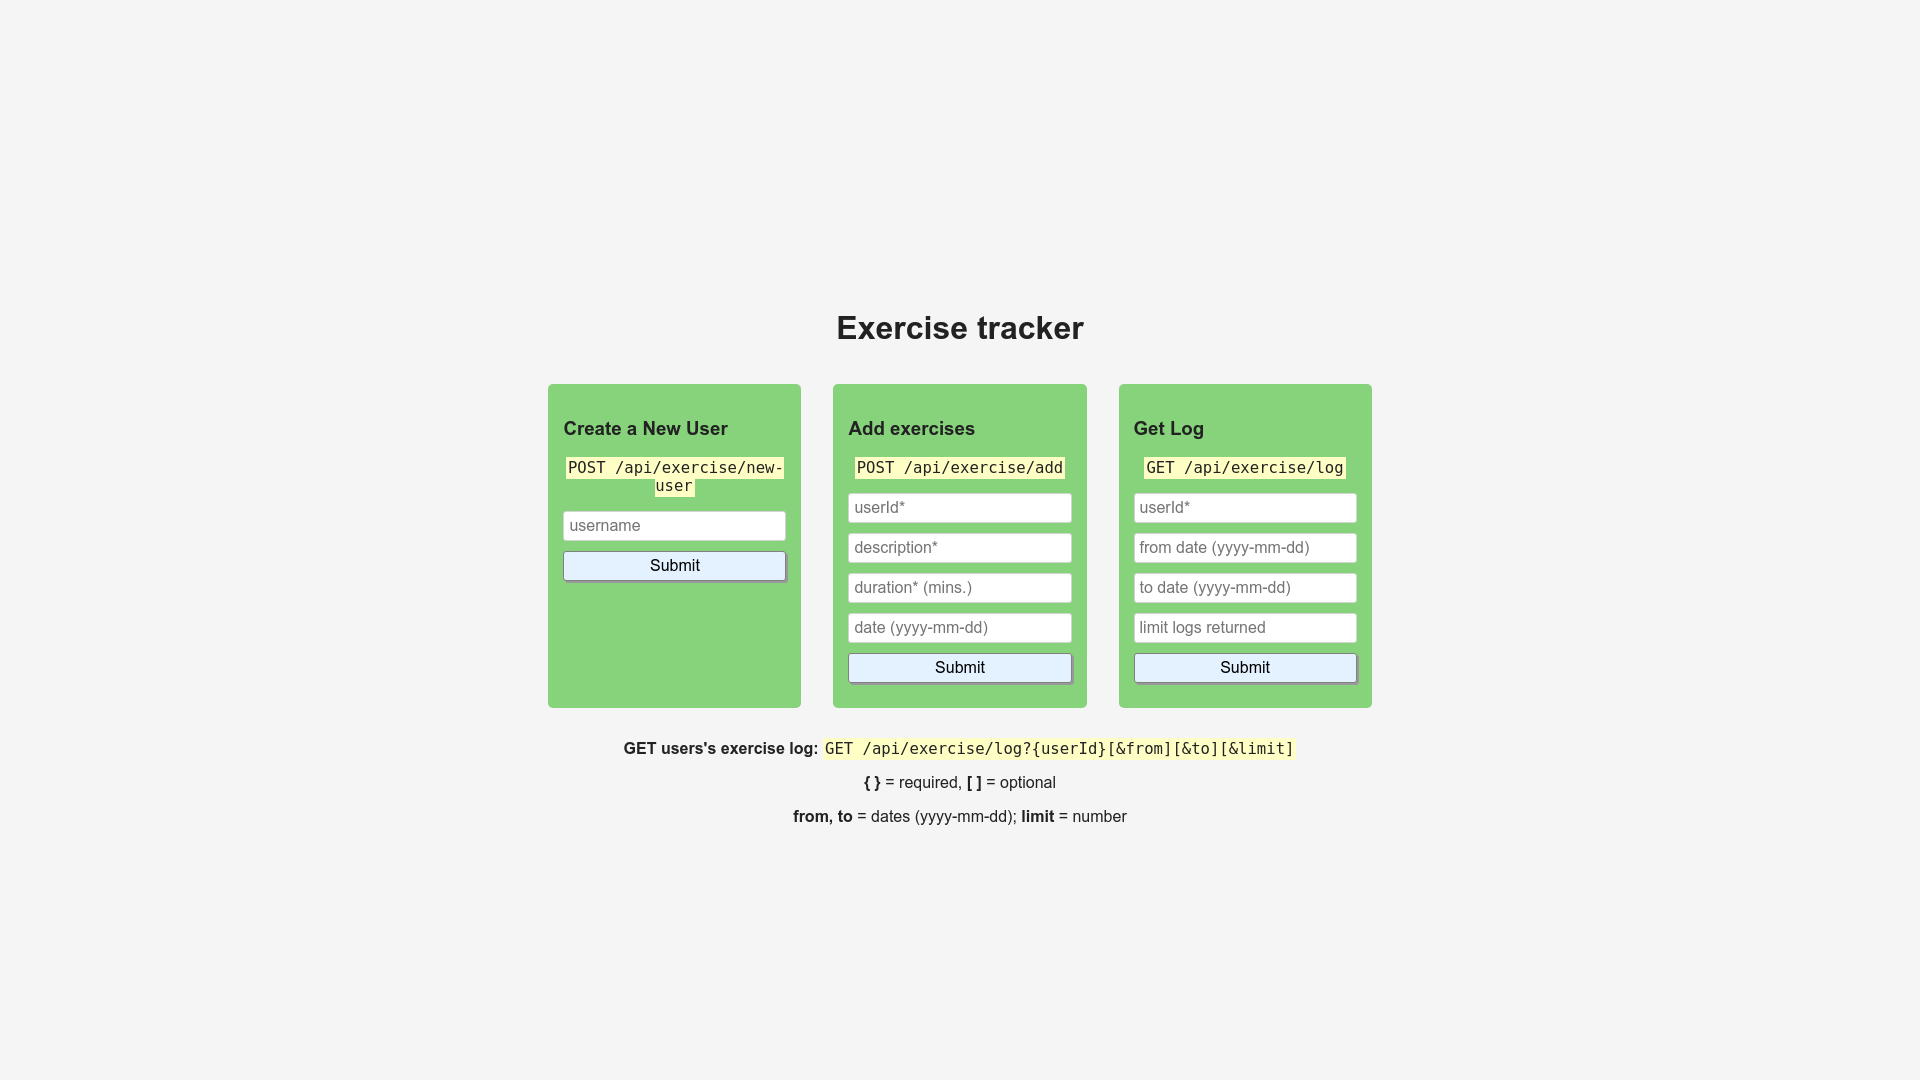 Exercise tracker
Create a New User
POST /api/exercise/new-
user
username
Submit
Add exercises
POST /api/exercise/add
userId*
description*
duration* (mins.)
date (yyyy-mm-dd)
Submit
Get Log
GET /api/exercise/log
userId*
from date (yyyy-mm-dd)
to date (yyyy-mm-dd)
limit logs returned
Submit
GET users's exercise log: GET /api/exercise/log?{userId}[&from][&to][&limit]
{ } = required, [ ] = optional
from, to = dates (yyyy-mm-dd); limit = number